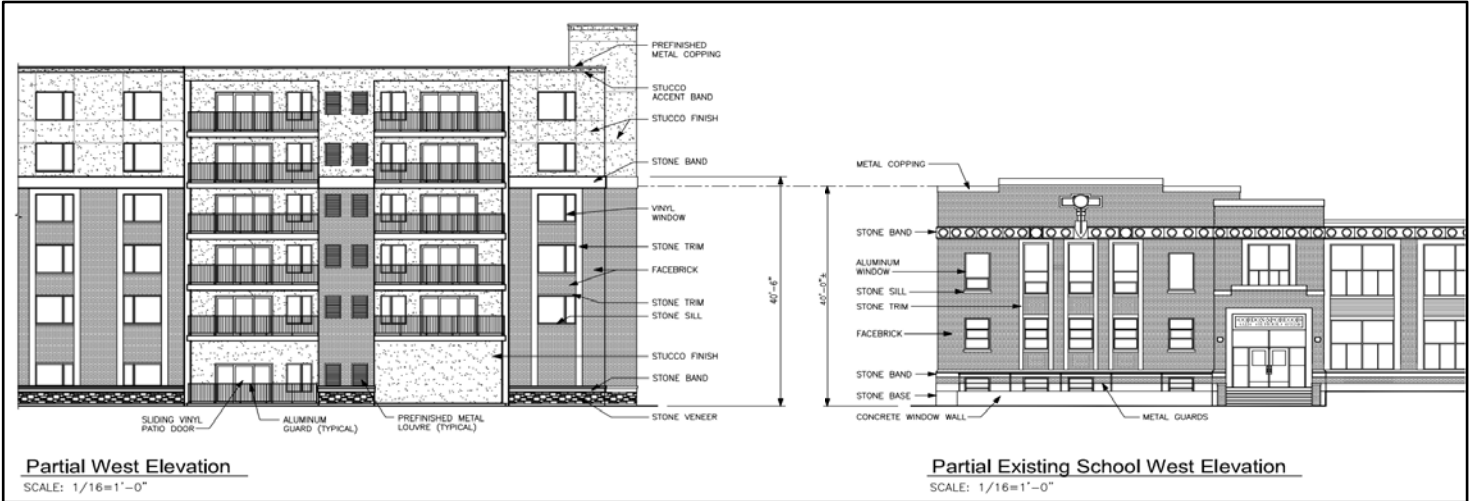 PREFINISHED
METAL COPPING
STUCCO
ACCENT BAND
STUCCO FINISH
STONE BAND
VINYL
WINDOW
STONE TRIM
FACEBRICK
STONE TRIM
STONE SILL
STUCCO FINISH
STONE BAND
STONE VENEER
SLIDING VINYL
PATIO DOOR
ALUMINUM
GUARD (TYPICAL)
PREFINISHED METAL
LOUVRE (TYPICAL)
40'-6"
40'-0"±
METAL COPPING
STONE BAND
ALUMINUM
WINDOW
STONE SILL
STONE TRIM
FACEBRICK
STONE BAND
STONE BASE
CONCRETE WINDOW WALL
METAL GUARDS
Partial West Elevation
SCALE: 1/16=1'-0"
Partial Existing School West Elevation
SCALE: 1/16=1'-0"